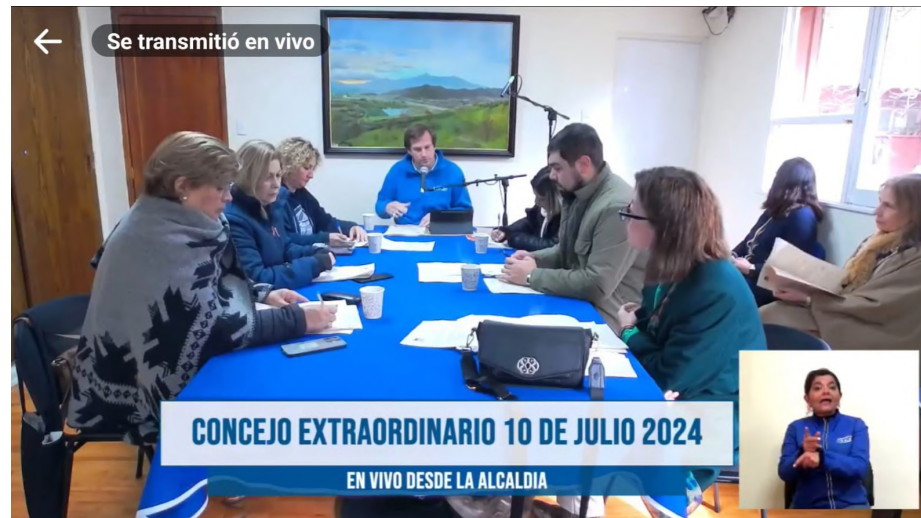 Se transmitió en vivo
CONCEJO EXTRAORDINARIO 10 DE JULIO 2024
EN VIVO DESDE LA ALCALDIA